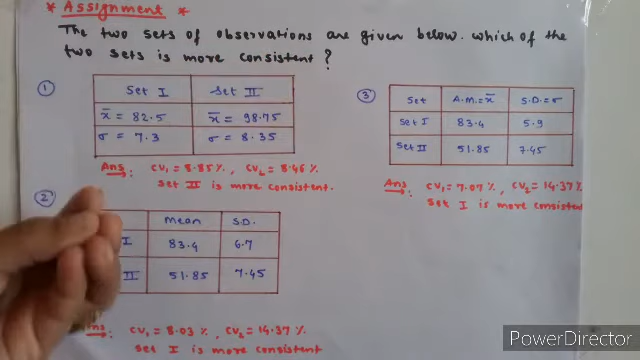 * Assignment *
The two sets of observations are given below. which of the
two sets is more consistent?
①
Set I Set II
x̄ = 82.5 x̄ = 98.75
σ = 7.3 σ = 8.35
Ans: CV₁ = 8.85%, CV₂ = 8.46%
Set II is more consistent.
②
Mean S.D.
I 83.4 6.7
II 51.85 7.45
Ans: CV₁ = 8.03%, CV₂ = 14.37%
Set I is more consistent
③
Set A.M. = x̄ S.D = σ
Set I 83.4 5.9
Set II 51.85 7.45
Ans: CV₁ = 7.07%, CV₂ = 14.37%
Set I is more consistent
PowerDirector